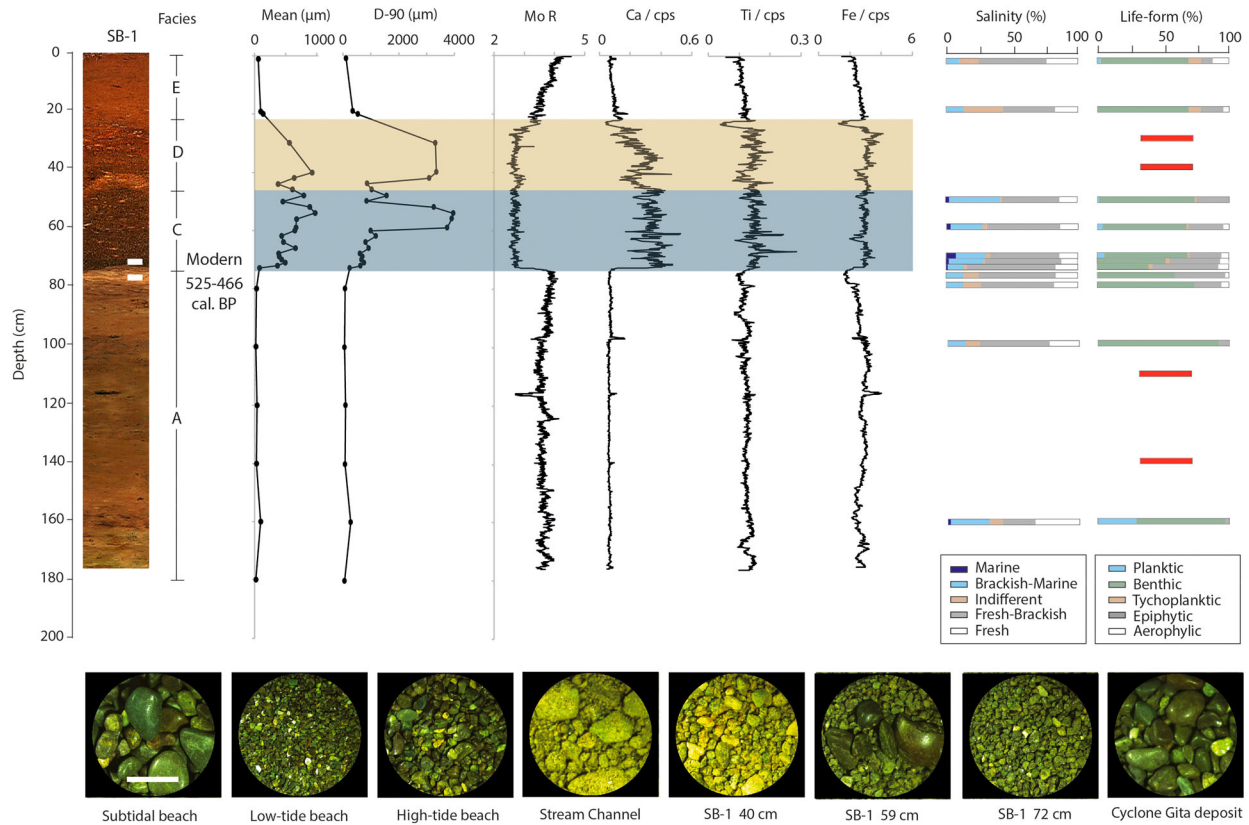 Facies
Mean (µm)
D-90 (µm)
Mo R
Ca / cps
Ti / cps
Fe / cps
Salinity (%)
Life-form (%)
SB-1
0
1000
0
2000
4000
2
5
0
0.6
0
0.3
0
6
0
50
100
0
50
100
0
20
40
60
80
100
120
140
160
180
200
Depth (cm)
E
D
C
A
Modern
525-466
cal. BP
Marine
Brackish-Marine
Indifferent
Fresh-Brackish
Fresh
Planktic
Benthic
Tychoplanktic
Epiphytic
Aerophylic
Subtidal beach
Low-tide beach
High-tide beach
Stream Channel
SB-1 40 cm
SB-1 59 cm
SB-1 72 cm
Cyclone Gita deposit